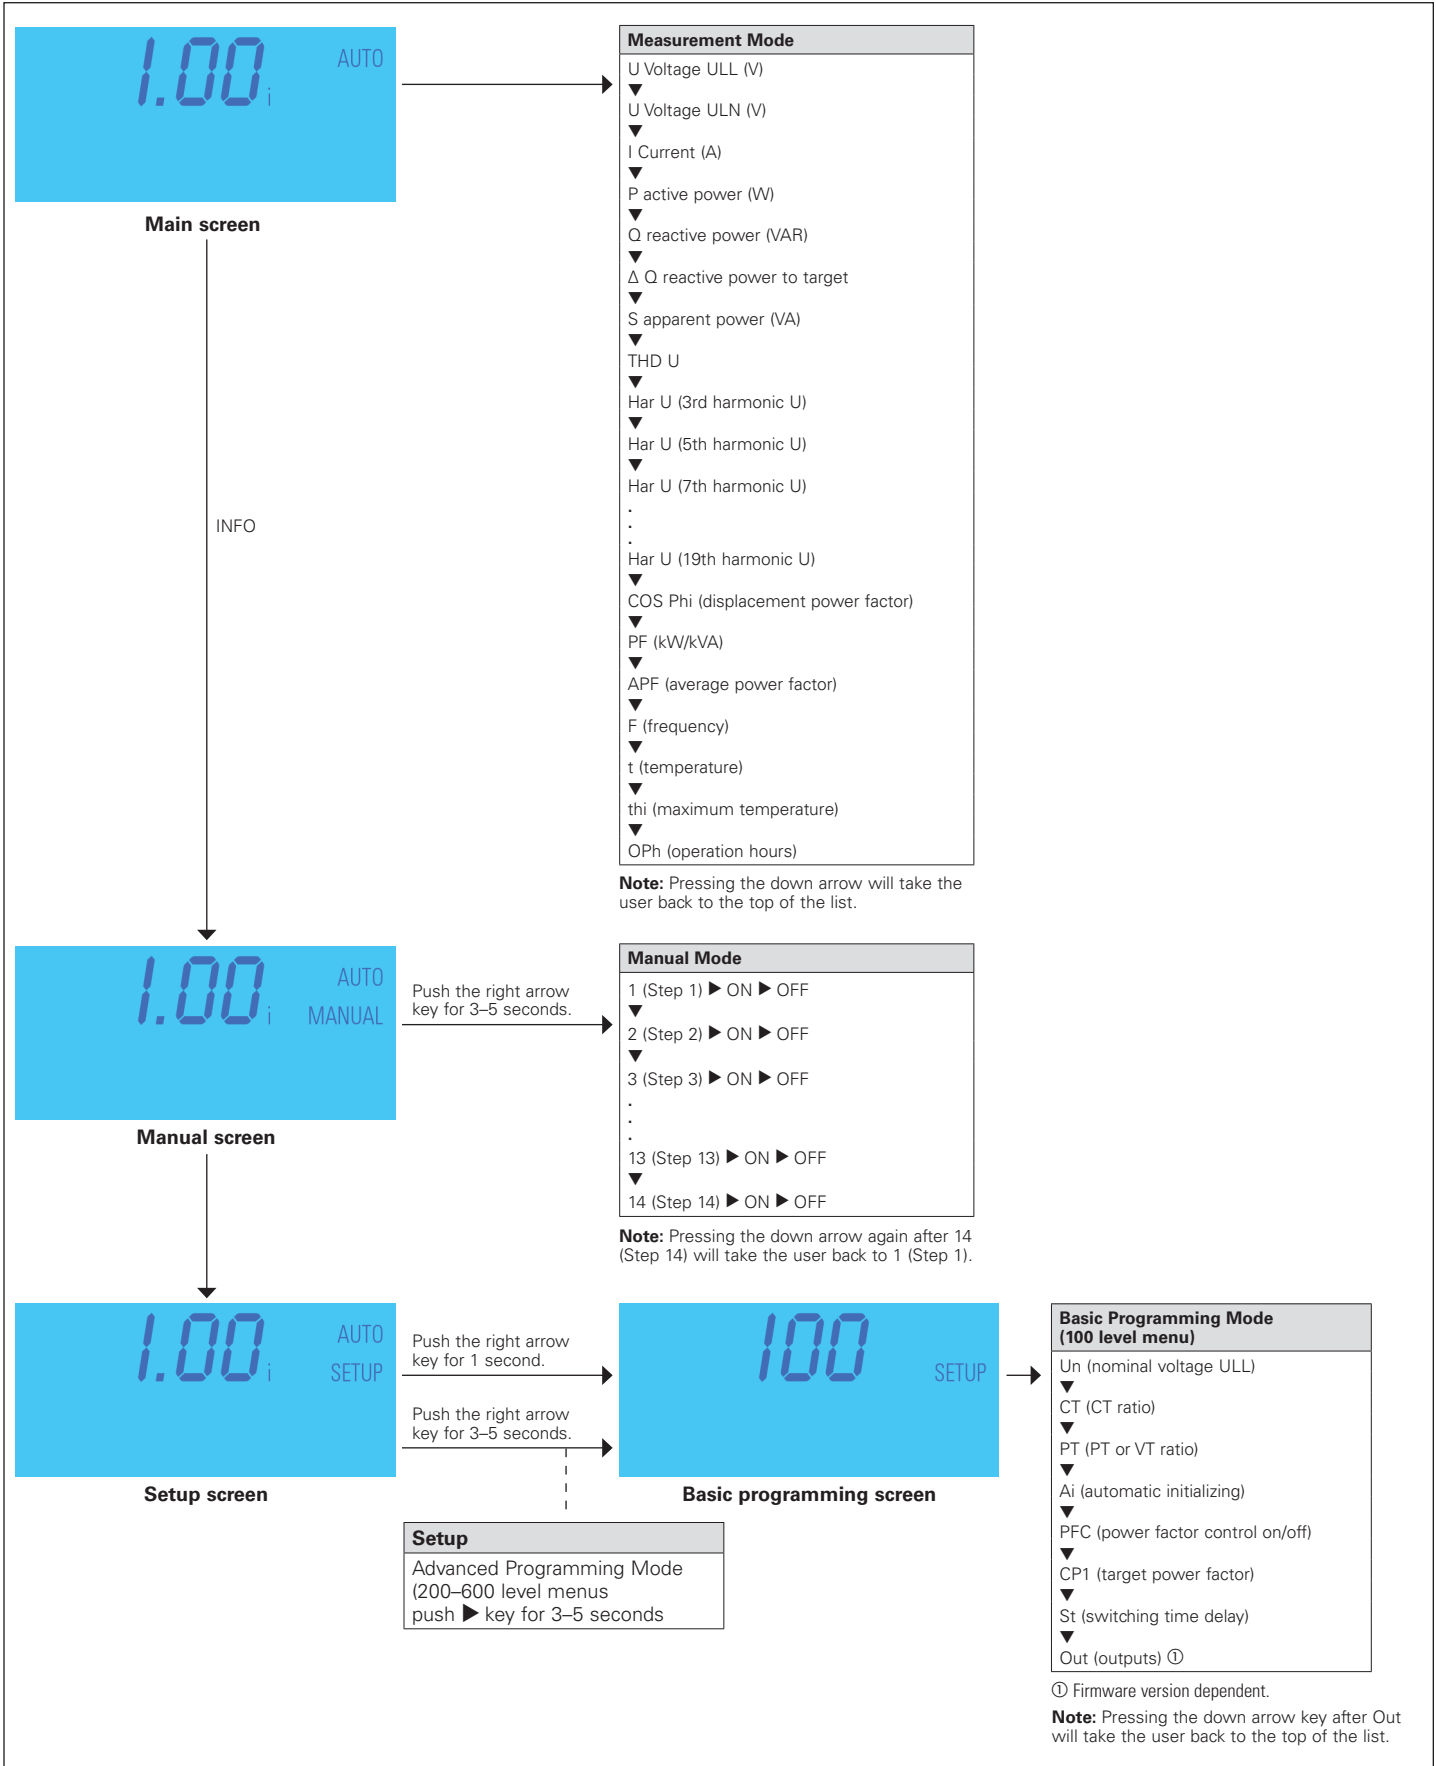 1.00 i AUTO
Main screen
Measurement Mode
U Voltage ULL (V)
▼
U Voltage ULN (V)
▼
I Current (A)
▼
P active power (W)
▼
Q reactive power (VAR)
▼
Δ Q reactive power to target
▼
S apparent power (VA)
▼
THD U
▼
Har U (3rd harmonic U)
▼
Har U (5th harmonic U)
▼
Har U (7th harmonic U)
.
.
.
Har U (19th harmonic U)
▼
COS Phi (displacement power factor)
▼
PF (kW/kVA)
▼
APF (average power factor)
▼
F (frequency)
▼
t (temperature)
▼
thi (maximum temperature)
▼
OPh (operation hours)
Note: Pressing the down arrow will take the
user back to the top of the list.
INFO
1.00 i AUTO
MANUAL
Manual screen
Push the right arrow
key for 3–5 seconds.
Manual Mode
1 (Step 1) ▶ ON ▶ OFF
▼
2 (Step 2) ▶ ON ▶ OFF
▼
3 (Step 3) ▶ ON ▶ OFF
.
.
.
13 (Step 13) ▶ ON ▶ OFF
▼
14 (Step 14) ▶ ON ▶ OFF
Note: Pressing the down arrow again after 14
(Step 14) will take the user back to 1 (Step 1).
1.00 i AUTO
SETUP
Setup screen
Push the right arrow
key for 1 second.
Push the right arrow
key for 3–5 seconds.
Setup
Advanced Programming Mode
(200–600 level menus
push ▶ key for 3–5 seconds
100 SETUP
Basic programming screen
Basic Programming Mode
(100 level menu)
Un (nominal voltage ULL)
▼
CT (CT ratio)
▼
PT (PT or VT ratio)
▼
Ai (automatic initializing)
▼
PFC (power factor control on/off)
▼
CP1 (target power factor)
▼
St (switching time delay)
▼
Out (outputs) ①
① Firmware version dependent.
Note: Pressing the down arrow key after Out
will take the user back to the top of the list.